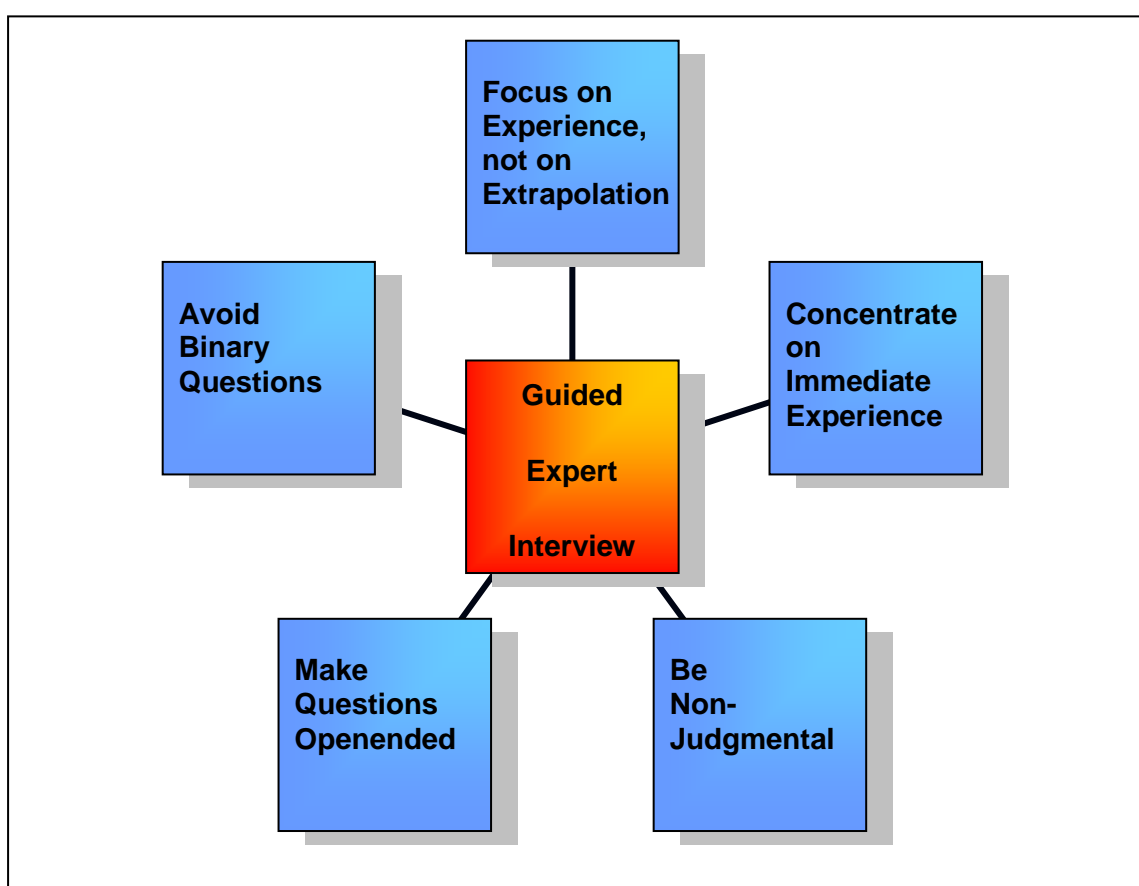 Focus on
Experience,
not on
Extrapolation
Avoid
Binary
Questions
Concentrate
on
Immediate
Experience
Guided
Expert
Interview
Make
Questions
Openended
Be
Non-
Judgmental